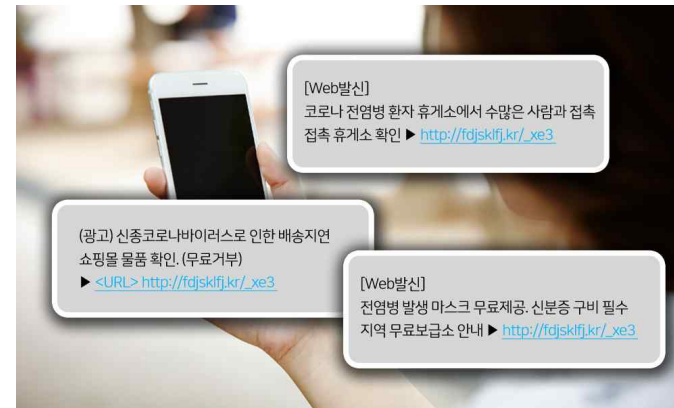 [Web발신]
코로나 전염병 환자 휴게소에서 수많은 사람과 접촉
접촉 휴게소 확인 ▶ http://fdjsklfj.kr/_xe3
(광고) 신종코로나바이러스로 인한 배송지연
쇼핑몰 물품 확인. (무료거부)
▶ <URL> http://fdjsklfj.kr/_xe3
[Web발신]
전염병 발생 마스크 무료제공. 신분증 구비 필수
지역 무료보급소 안내 ▶ http://fdjsklfj.kr/_xe3